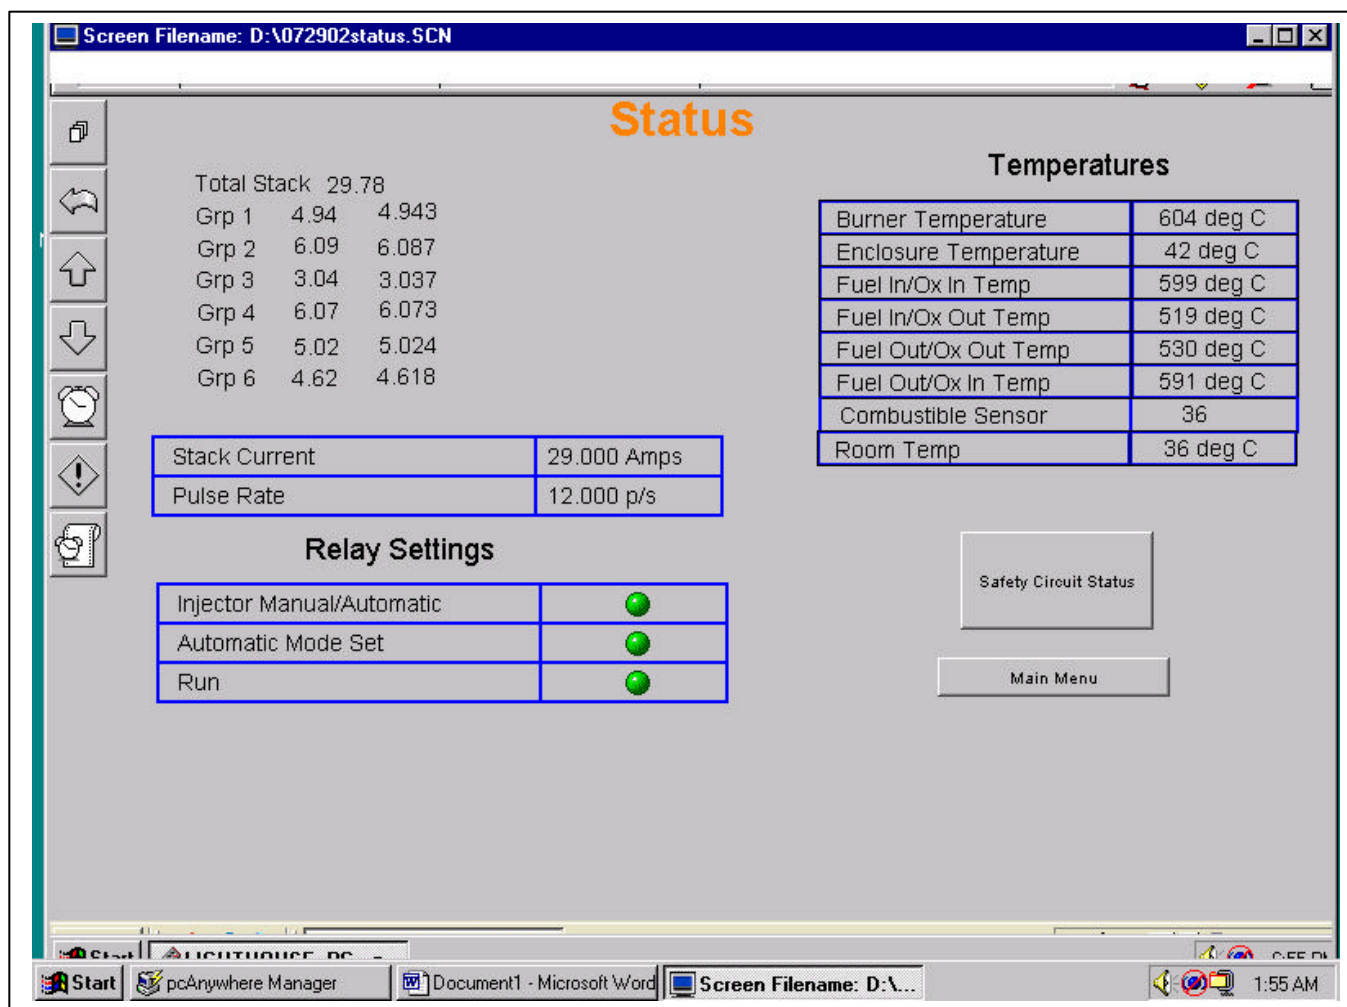 Screen Filename: D:\072902status.SCN
Status
Total Stack 29.78
Grp 1 4.94 4.943
Grp 2 6.09 6.087
Grp 3 3.04 3.037
Grp 4 6.07 6.073
Grp 5 5.02 5.024
Grp 6 4.62 4.618
Stack Current 29.000 Amps
Pulse Rate 12.000 p/s
Relay Settings
Injector Manual/Automatic
Automatic Mode Set
Run
Temperatures
Burner Temperature 604 deg C
Enclosure Temperature 42 deg C
Fuel In/Ox In Temp 599 deg C
Fuel In/Ox Out Temp 519 deg C
Fuel Out/Ox Out Temp 530 deg C
Fuel Out/Ox In Temp 591 deg C
Combustible Sensor 36
Room Temp 36 deg C
Safety Circuit Status
Main Menu
Start LIGHTHOUSE_PC
Start pcAnywhere Manager Document1 - Microsoft Word Screen Filename: D:\... 1:55 AM